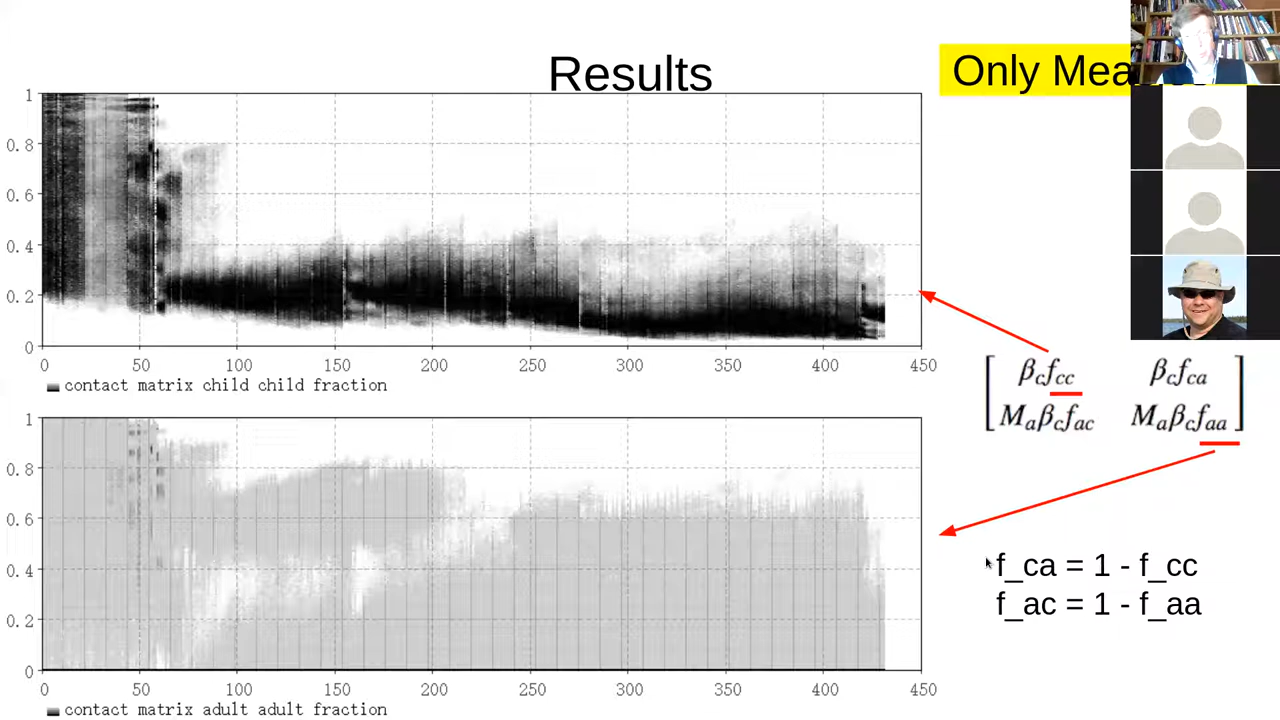 Results
Only Mea
1
0.8
0.6
0.4
0.2
0
0 50 100 150 200 250 300 350 400 450
contact matrix child child fraction
1
0.8
0.6
0.4
0.2
0
0 50 100 150 200 250 300 350 400 450
contact matrix adult adult fraction
β_c f_cc β_c f_ca
M_a β_c f_ac M_a β_c f_aa
f_ca = 1 - f_cc
f_ac = 1 - f_aa